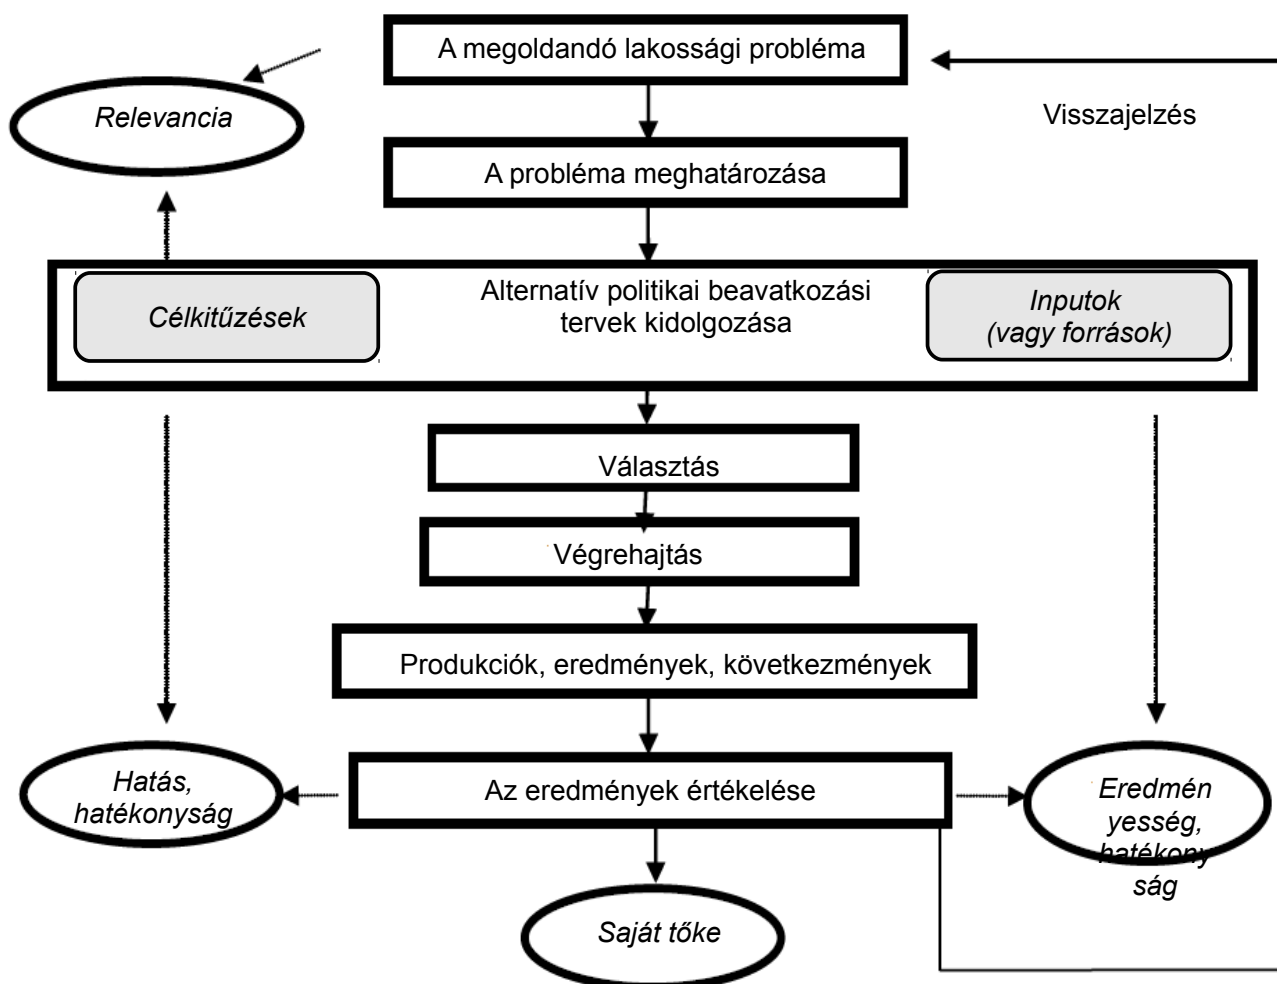 A megoldandó lakossági probléma
Relevancia
Visszajelzés
A probléma meghatározása
Célkitűzések
Alternatív politikai beavatkozási
tervek kidolgozása
Inputok
(vagy források)
Választás
Végrehajtás
Produkciók, eredmények, következmények
Hatás,
hatékonyság
Az eredmények értékelése
Eredmén
yesség,
hatékony
ság
Saját tőke